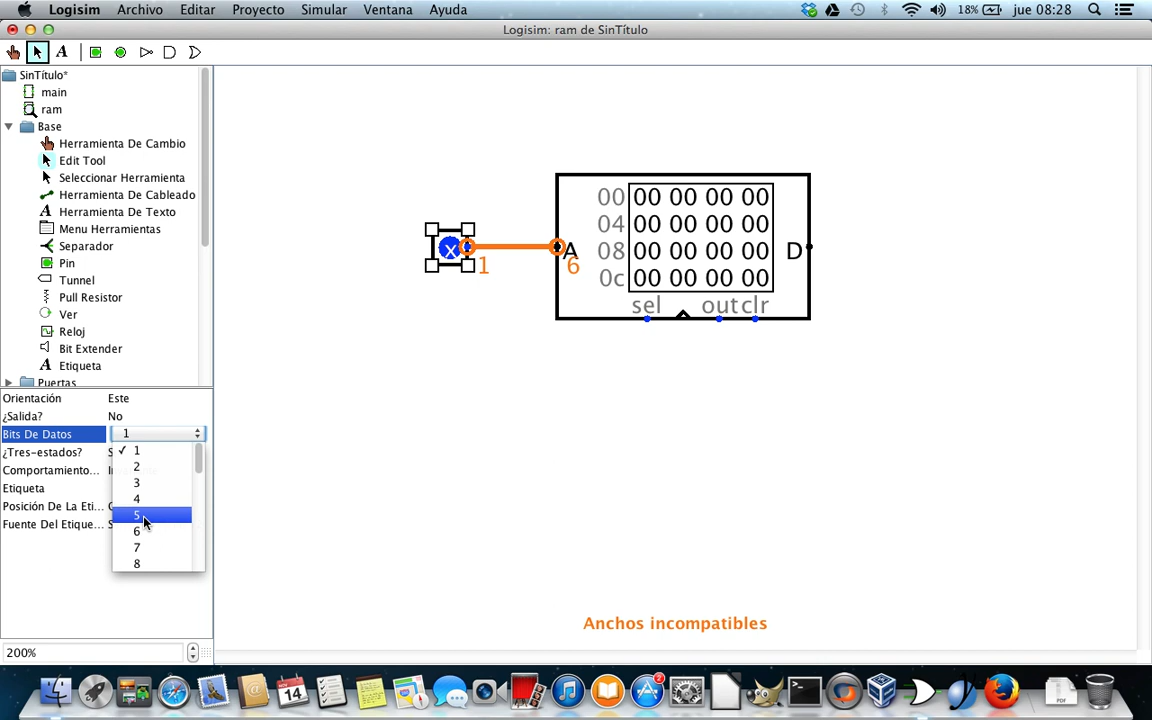 Logisim Archivo Editar Proyecto Simular Ventana Ayuda 18% jue 08:28
Logisim: ram de SinTítulo
A
SinTítulo*
main
ram
Base
Herramienta De Cambio
Edit Tool
Seleccionar Herramienta
Herramienta De Cableado
A Herramienta De Texto
Menu Herramientas
Separador
Pin
Tunnel
Pull Resistor
Ver
Reloj
Bit Extender
A Etiqueta
Puertas
Orientación Este
¿Salida? No
Bits De Datos 1
¿Tres-estados? S
Comportamiento...
Etiqueta
Posición De La Eti...
Fuente Del Etique... S
✓ 1
2
3
4
5
6
7
8
200%
x
1
A
6
00 00 00 00 00
04 00 00 00 00
08 00 00 00 00
0c 00 00 00 00
D
sel out clr
Anchos incompatibles
NOV
14
2
PDF